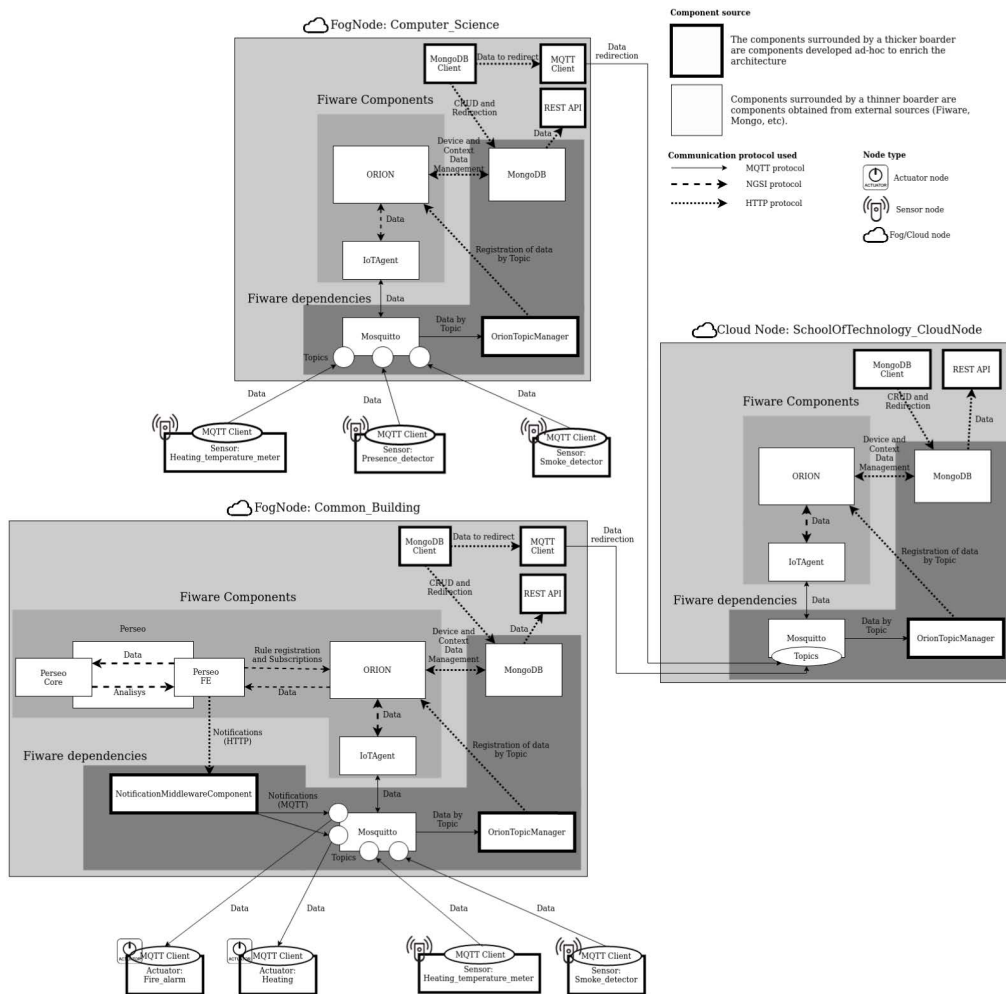 FogNode: Computer_Science
MongoDB
Client
Data to redirect
MQTT
Client
Data
redirection
REST API
CRUD and
Redirection
Data
Fiware Components
ORION
Device and
Context
Data
Management
MongoDB
Data
IoTAgent
Registration of data
by Topic
Data
Fiware dependencies
Mosquitto
Data by
Topic
OrionTopicManager
Topics
Data
Data
Data
MQTT Client
Sensor:
Heating_temperature_meter
MQTT Client
Sensor:
Presence_detector
MQTT Client
Sensor:
Smoke_detector
Component source
The components surrounded by a thicker boarder
are components developed ad-hoc to enrich the
architecture
Components surrounded by a thinner boarder are
components obtained from external sources (Fiware,
Mongo, etc).
Communication protocol used
MQTT protocol
NGSI protocol
HTTP protocol
Node type
ACTUATOR
Actuator node
Sensor node
Fog/Cloud node
Cloud Node: SchoolOfTechnology_CloudNode
MongoDB
Client
REST API
CRUD and
Redirection
Data
Fiware Components
ORION
Device and
Context
Data
Management
MongoDB
Data
IoTAgent
Registration of data
by Topic
Data
Fiware dependencies
Mosquitto
Topics
Data by
Topic
OrionTopicManager
FogNode: Common_Building
MongoDB
Client
Data to redirect
MQTT
Client
Data
redirection
REST API
CRUD and
Redirection
Data
Fiware Components
Perseo
Perseo
Core
Data
Analisys
Perseo
FE
Rule registration
and Subscriptions
Data
ORION
Device and
Context
Data
Management
MongoDB
Notifications
(HTTP)
Data
IoTAgent
Registration of data
by Topic
Fiware dependencies
Data
NotificationMiddlewareComponent
Notifications
(MQTT)
Mosquitto
Data by
Topic
OrionTopicManager
Topics
Data
Data
Data
Data
ACTUATOR
MQTT Client
Actuator:
Fire_alarm
MQTT Client
Actuator:
Heating
MQTT Client
Sensor:
Heating_temperature_meter
MQTT Client
Sensor:
Smoke_detector